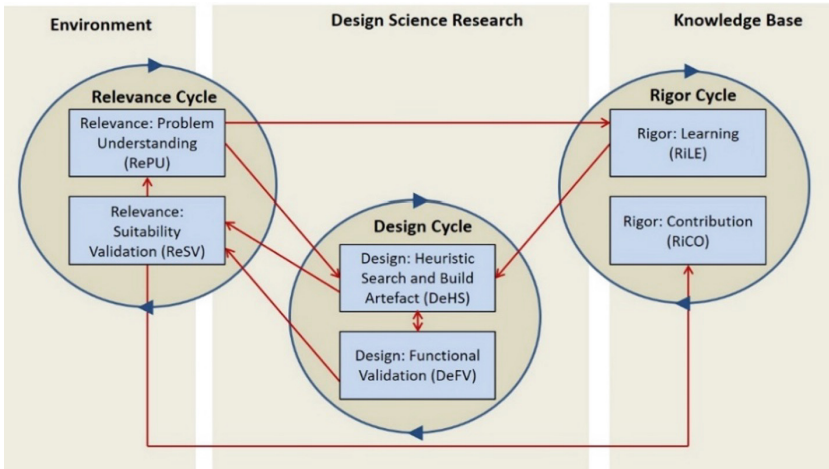 Environment
Design Science Research
Knowledge Base
Relevance Cycle
Relevance: Problem
Understanding
(RePU)
Relevance:
Suitability
Validation (ReSV)
Design Cycle
Design: Heuristic
Search and Build
Artefact (DeHS)
Design: Functional
Validation (DeFV)
Rigor Cycle
Rigor: Learning
(RiLE)
Rigor: Contribution
(RiCO)